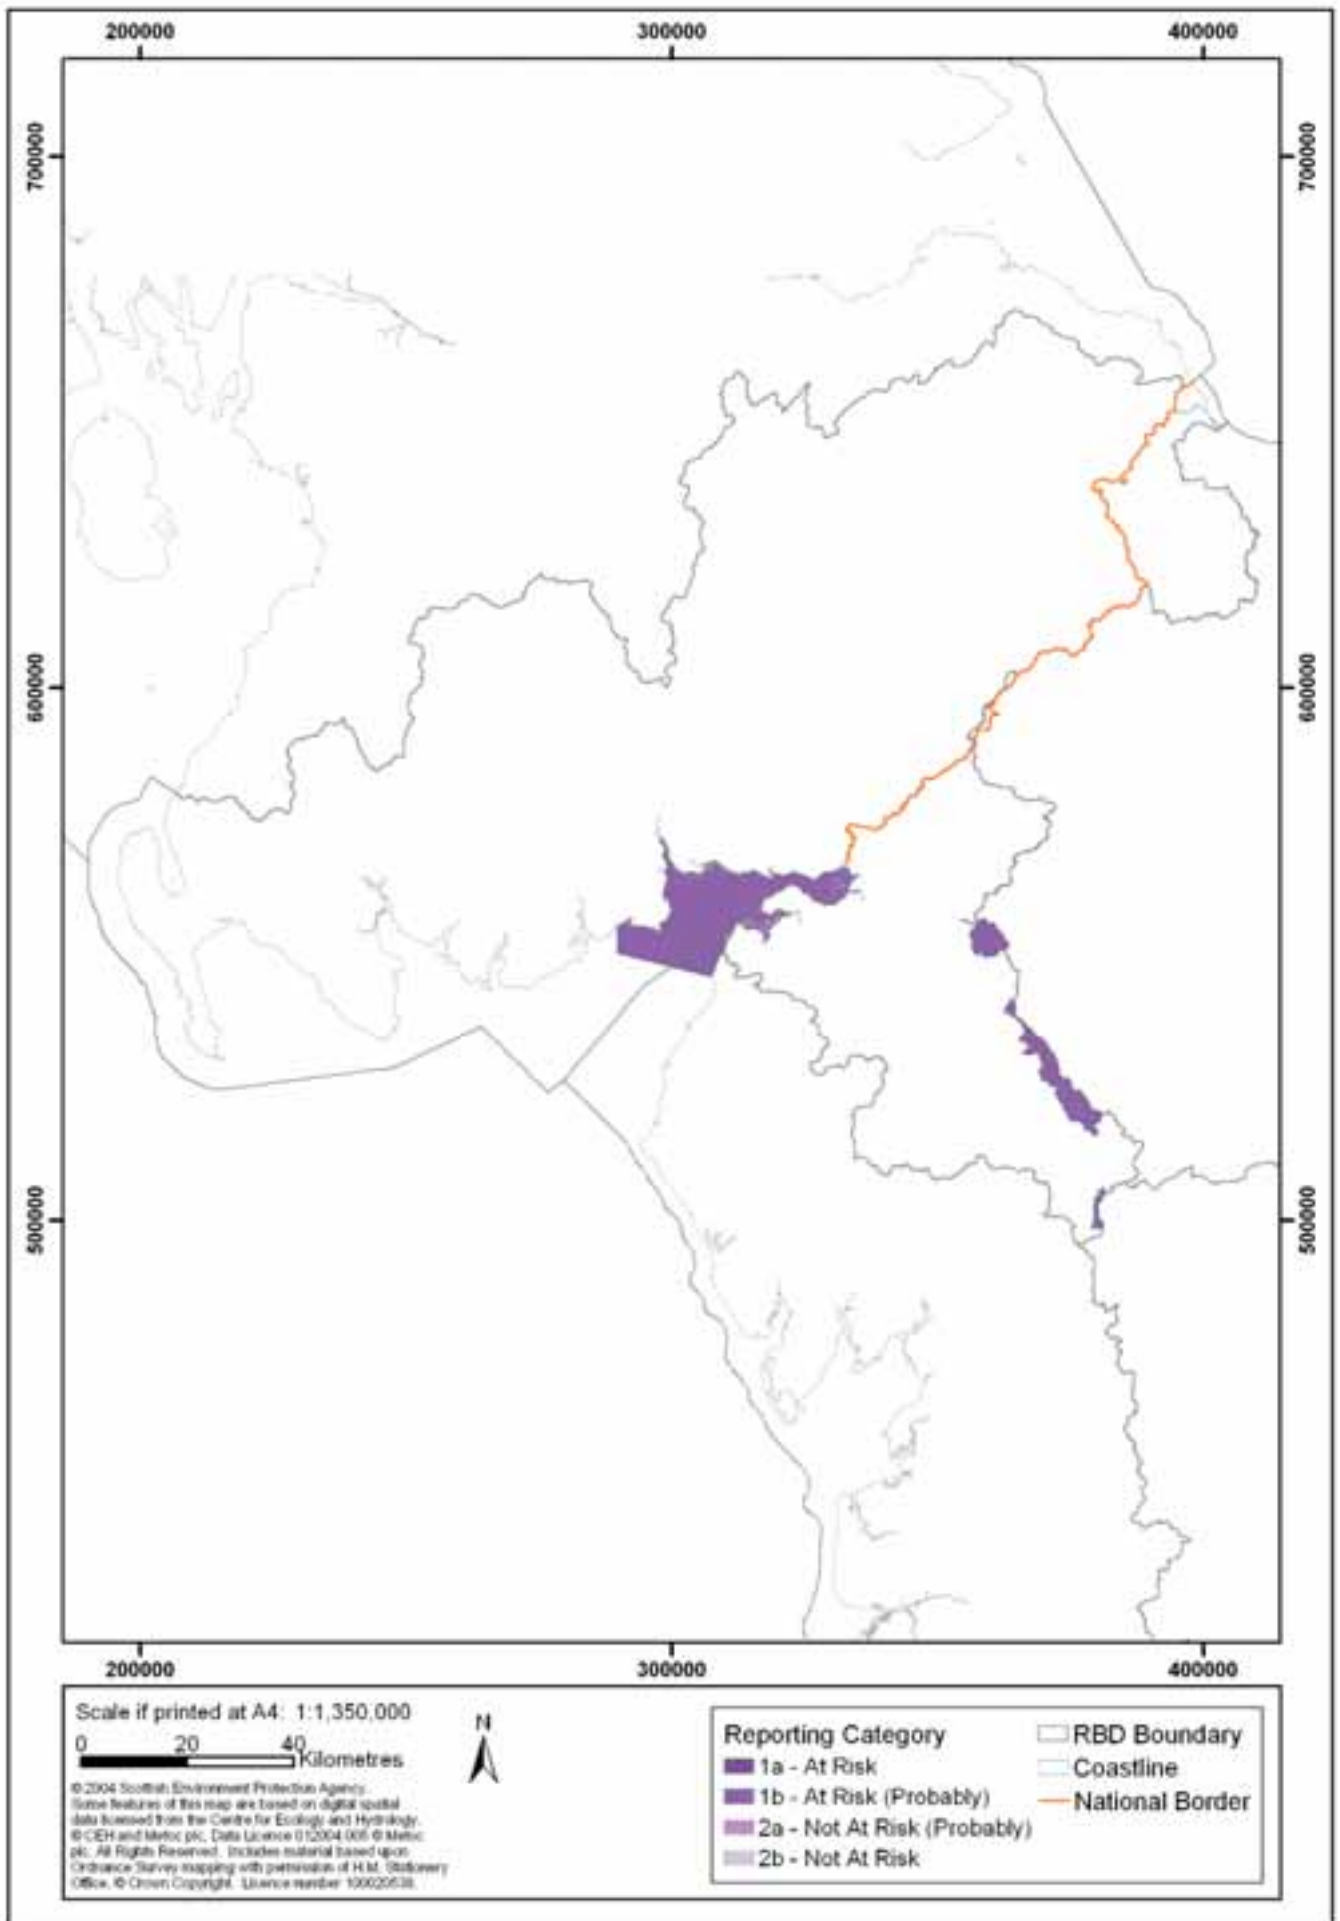 200000 300000 400000
700000 700000
600000 600000
500000 500000
200000 300000 400000
Scale if printed at A4: 1:1,350,000
0 20 40 Kilometres
N
© 2004 Scottish Environment Protection Agency.
Some features of this map are based on digital spatial
data licensed from the Centre for Ecology and Hydrology.
© CEH and Metoc plc, Data Licence 012004.006 © Metoc
plc. All Rights Reserved. Includes material based upon
Ordnance Survey mapping with permission of H.M. Stationery
Office. © Crown Copyright. Licence number
Reporting Category
1a - At Risk
1b - At Risk (Probably)
2a - Not At Risk (Probably)
2b - Not At Risk
RBD Boundary
Coastline
National Border